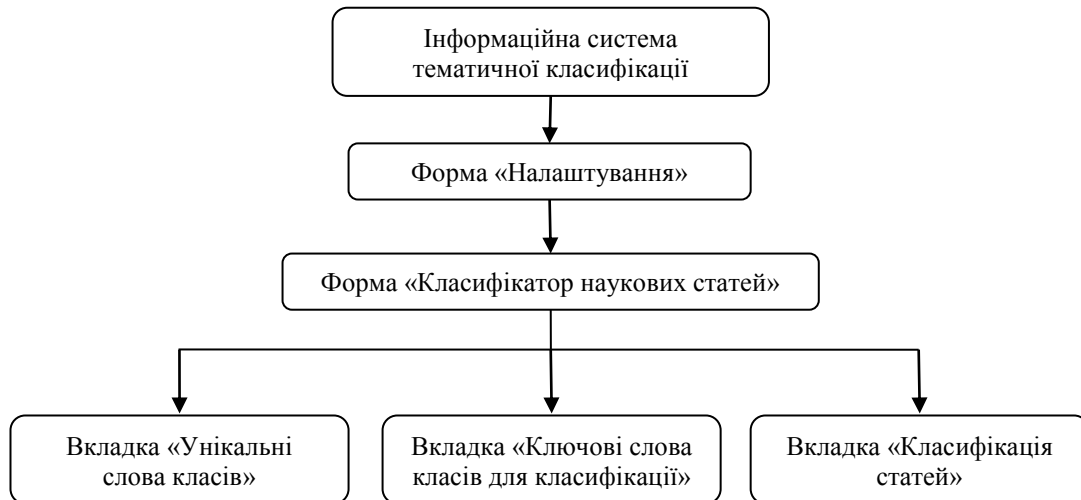 Інформаційна система
тематичної класифікації
Форма «Налаштування»
Форма «Класифікатор наукових статей»
Вкладка «Унікальні
слова класів»
Вкладка «Ключові слова
класів для класифікації»
Вкладка «Класифікація
статей»